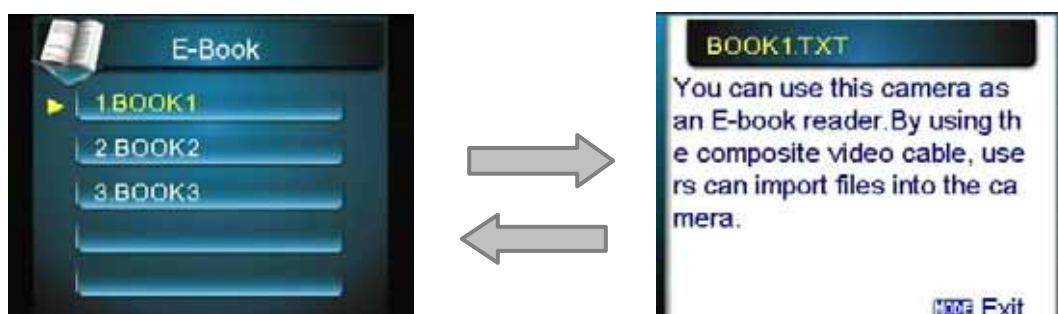 E-Book
1.BOOK1
2.BOOK2
3.BOOK3
BOOK1.TXT
You can use this camera as
an E-book reader.By using th
e composite video cable, use
rs can import files into the ca
mera.
MODE Exit